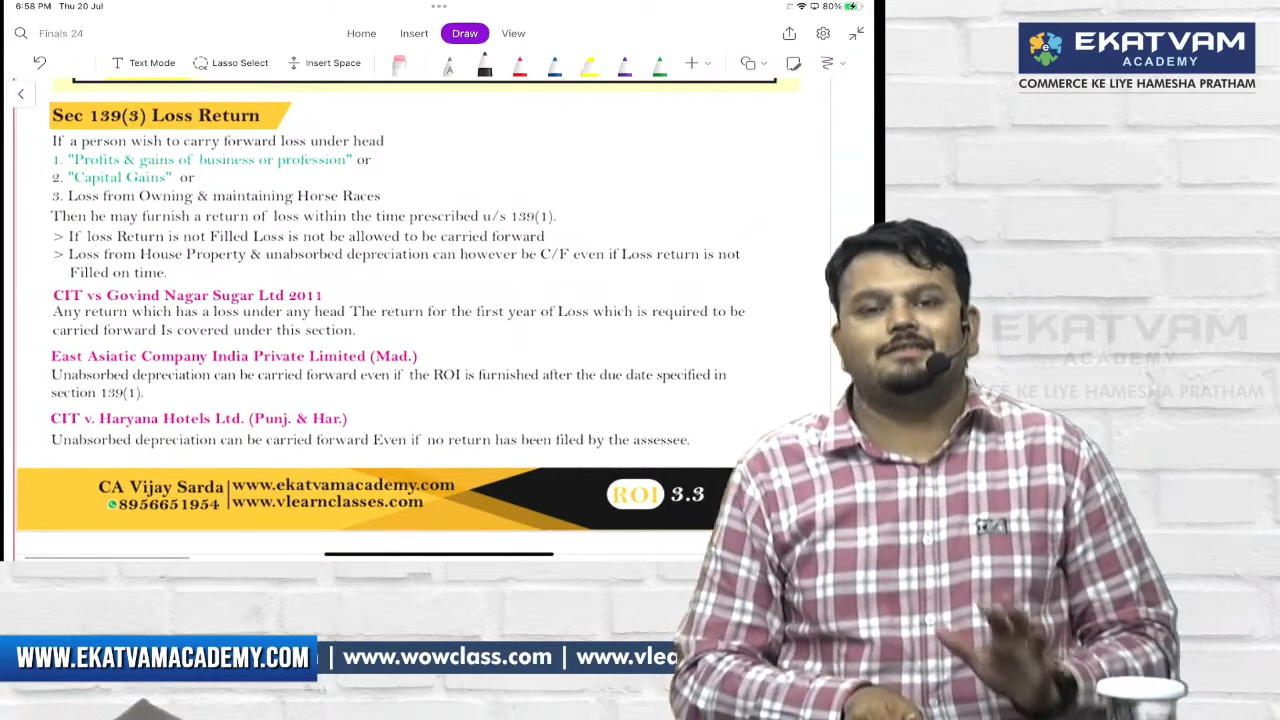 6:58 PM Thu 20 Jul
80%
EKATVAM
ACADEMY
COMMERCE KE LIYE HAMESHA PRATHAM
Finals 24
Home Insert Draw View
Text Mode Lasso Select Insert Space
Sec 139(3) Loss Return
If a person wish to carry forward loss under head
1. "Profits & gains of business or profession" or
2. "Capital Gains" or
3. Loss from Owning & maintaining Horse Races
Then he may furnish a return of loss within the time prescribed u/s 139(1).
> If loss Return is not Filled Loss is not be allowed to be carried forward
> Loss from House Property & unabsorbed depreciation can however be C/F even if Loss return is not
Filled on time.
CIT vs Govind Nagar Sugar Ltd 2011
Any return which has a loss under any head The return for the first year of Loss which is required to be
carried forward Is covered under this section.
East Asiatic Company India Private Limited (Mad.)
Unabsorbed depreciation can be carried forward even if the ROI is furnished after the due date specified in
section 139(1).
CIT v. Haryana Hotels Ltd. (Punj. & Har.)
Unabsorbed depreciation can be carried forward Even if no return has been filed by the assessee.
CA Vijay Sarda
8956651954
www.ekatvamacademy.com
www.vlearnclasses.com
ROI 3.3
EKATVAM
ACADEMY
CE KE LIYE HAMESHA PRATHAM
WWW.EKATVAMACADEMY.COM | www.wowclass.com | www.vlea